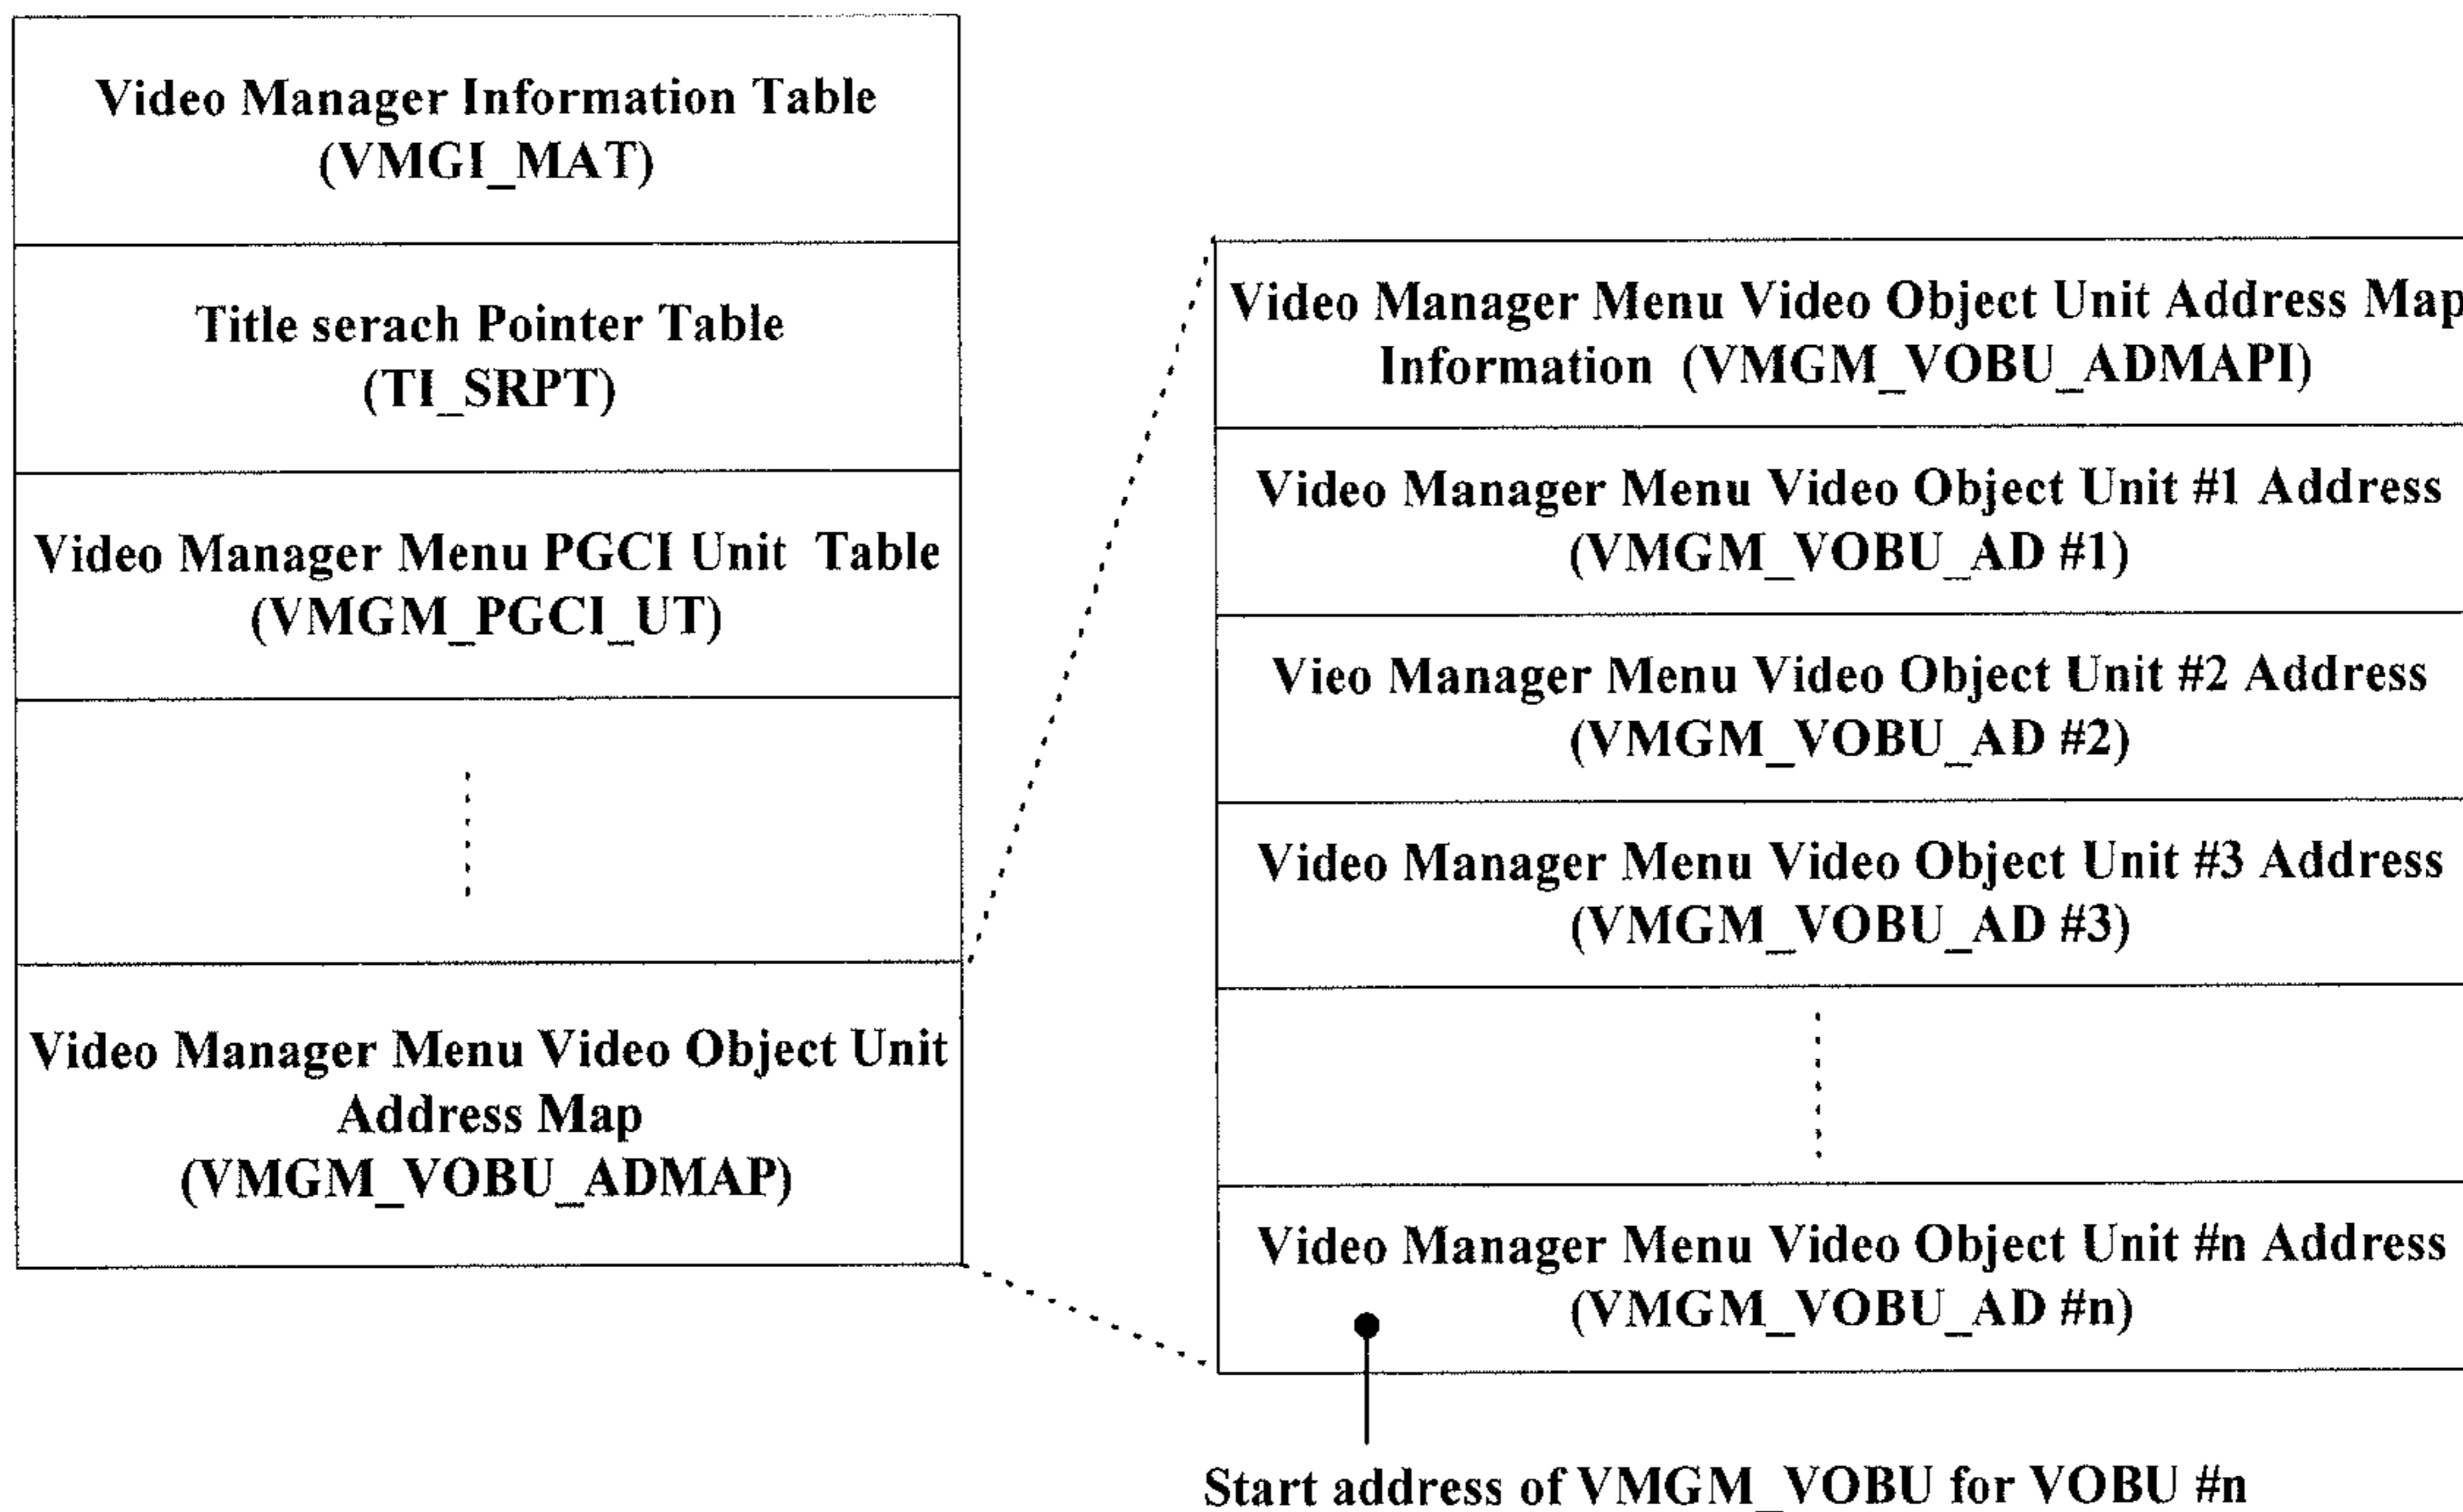 Video Manager Information Table
(VMGI_MAT)
Title serach Pointer Table
(TI_SRPT)
Video Manager Menu PGCI Unit Table
(VMGM_PGCI_UT)
Video Manager Menu Video Object Unit
Address Map
(VMGM_VOBU_ADMAP)
Video Manager Menu Video Object Unit Address Map
Information (VMGM_VOBU_ADMAPI)
Video Manager Menu Video Object Unit #1 Address
(VMGM_VOBU_AD #1)
Vieo Manager Menu Video Object Unit #2 Address
(VMGM_VOBU_AD #2)
Video Manager Menu Video Object Unit #3 Address
(VMGM_VOBU_AD #3)
Video Manager Menu Video Object Unit #n Address
(VMGM_VOBU_AD #n)
Start address of VMGM_VOBU for VOBU #n